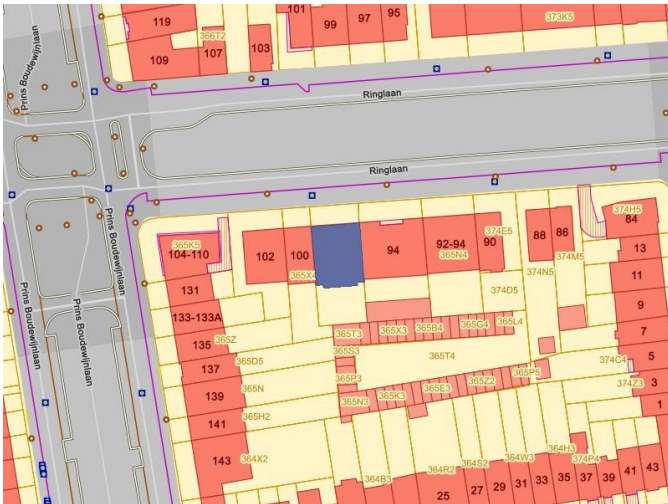 119
109
366T2
107
103
101
99
97
95
373K5
Prins Boudewijnlaan
Ringlaan
Ringlaan
Prins Boudewijnlaan
Prins Boudewijnlaan
365K5
104-110
102
100
365X4
94
92-94
365N4
90
374E5
88
86
374N5
374M5
374H5
84
13
11
9
7
5
3
1
131
133-133A
365Z
135
365D5
137
365N
139
365H2
141
364X2
143
374D5
365T3
365X3
365B4
365G4
365L4
365S3
365T4
365P3
365N3
365K3
365E3
365Z2
365P5
374C4
374Z3
364B3
364R2
364S2
364W3
364H3
374P4
25
27
29
31
33
35
37
39
41
43